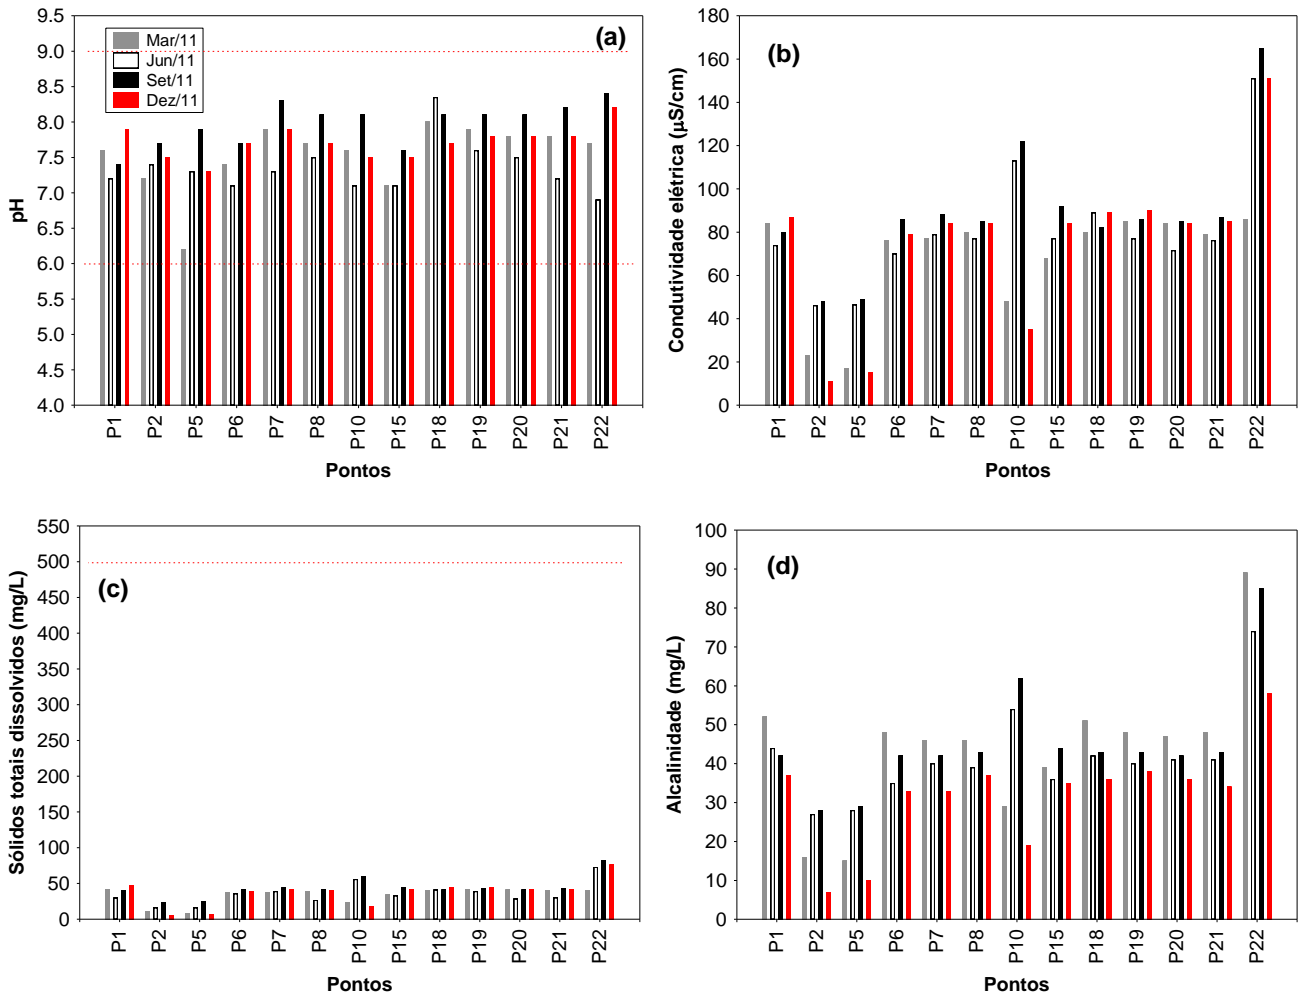 (a)
Mar/11
Jun/11
Set/11
Dez/11
pH
9.5
9.0
8.5
8.0
7.5
7.0
6.5
6.0
5.5
5.0
4.5
4.0
P1 P2 P5 P6 P7 P8 P10 P15 P18 P19 P20 P21 P22
Pontos
(b)
Condutividade elétrica (µS/cm)
180
160
140
120
100
80
60
40
20
0
P1 P2 P5 P6 P7 P8 P10 P15 P18 P19 P20 P21 P22
Pontos
(c)
Sólidos totais dissolvidos (mg/L)
550
500
450
400
350
300
250
200
150
100
50
0
P1 P2 P5 P6 P7 P8 P10 P15 P18 P19 P20 P21 P22
Pontos
(d)
Alcalinidade (mg/L)
100
90
80
70
60
50
40
30
20
10
0
P1 P2 P5 P6 P7 P8 P10 P15 P18 P19 P20 P21 P22
Pontos